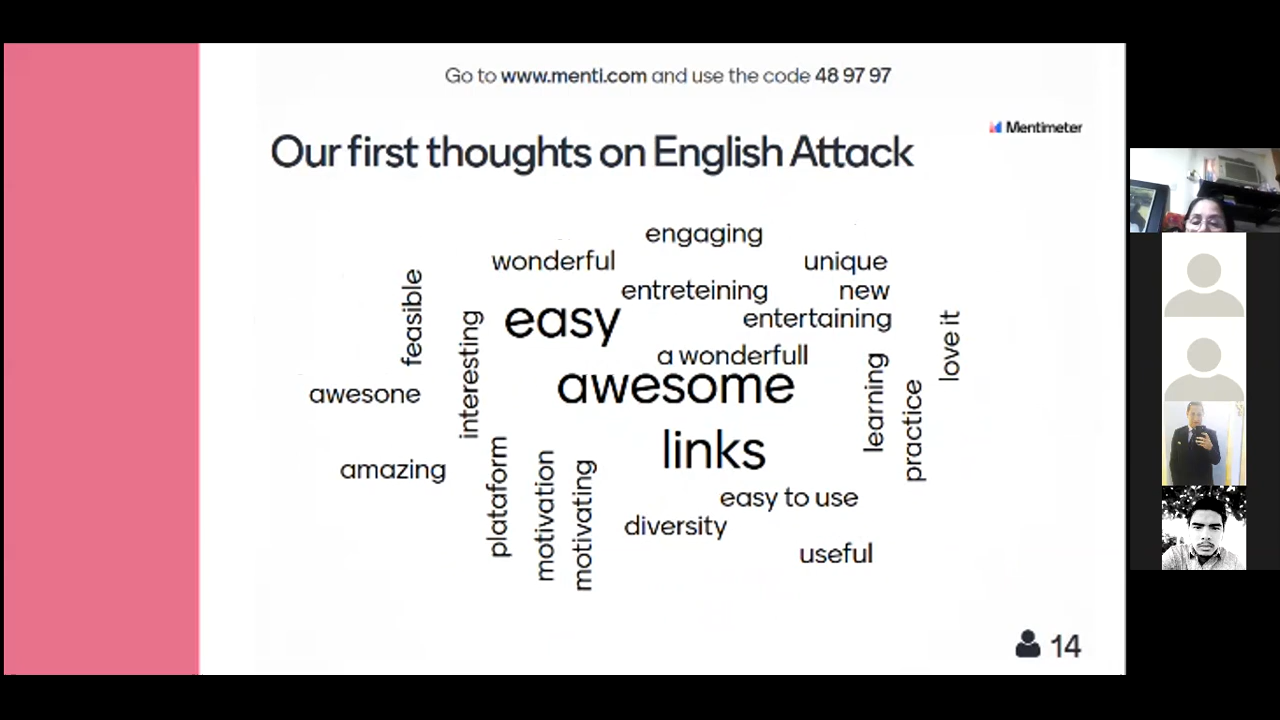 Go to www.menti.com and use the code 48 97 97
Mentimeter
Our first thoughts on English Attack
engaging
wonderful
unique
feasible
entreteining
new
easy
interesting
entertaining
love it
a wonderfull
awesome
awesone
learning
practice
links
amazing
plataform
motivation
motivating
easy to use
diversity
useful
14